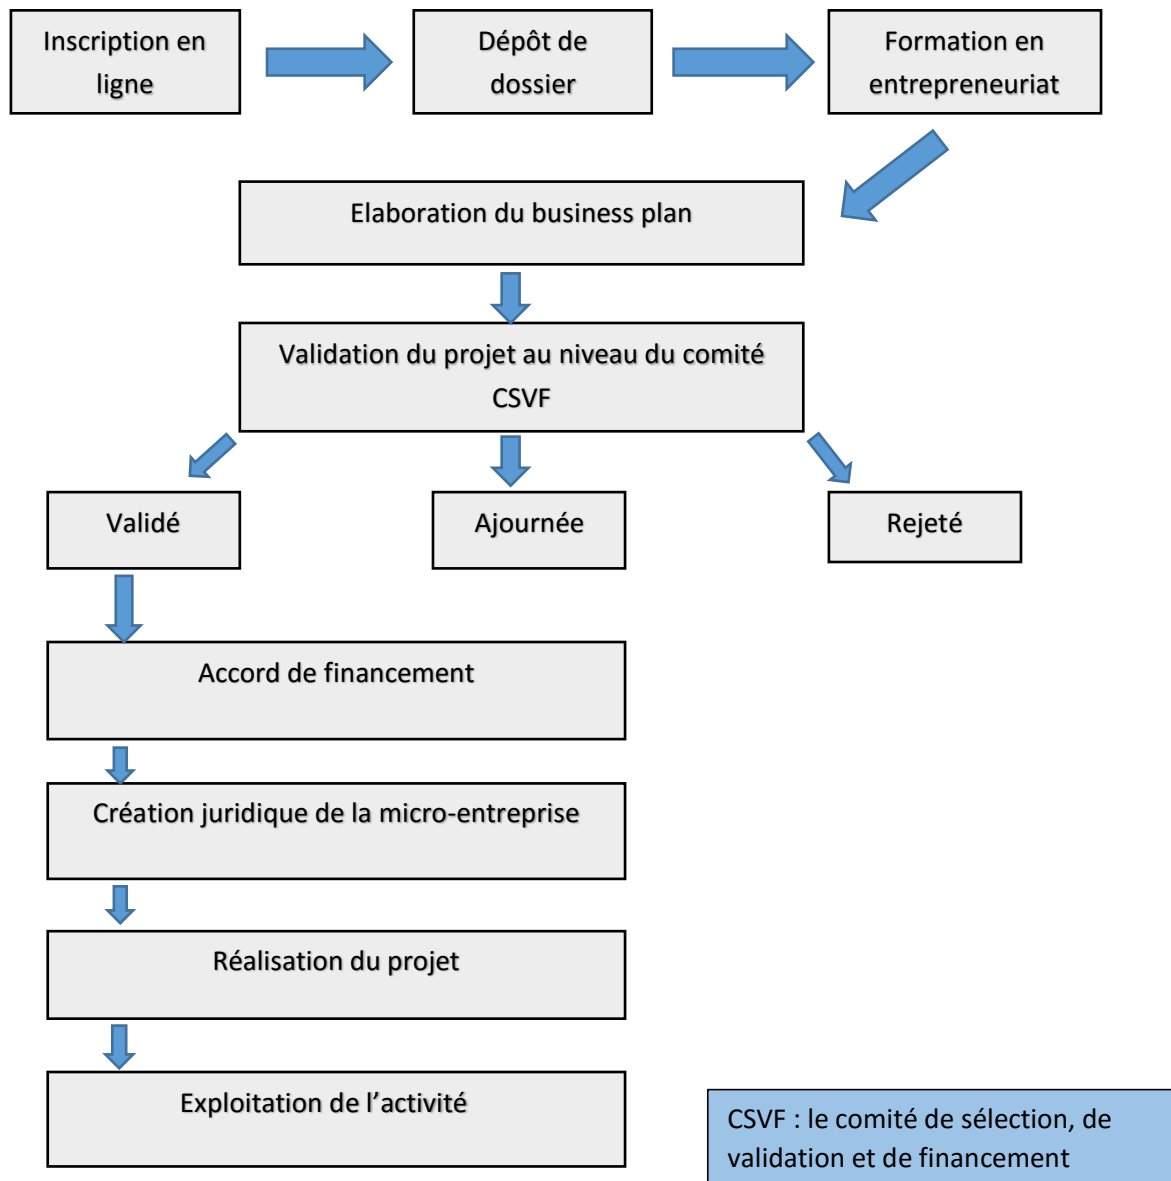 Inscription en
ligne
Dépôt de
dossier
Formation en
entrepreneuriat
Elaboration du business plan
Validation du projet au niveau du comité
CSVF
Validé
Ajournée
Rejeté
Accord de financement
Création juridique de la micro-entreprise
Réalisation du projet
Exploitation de l’activité
CSVF : le comité de sélection, de
validation et de financement